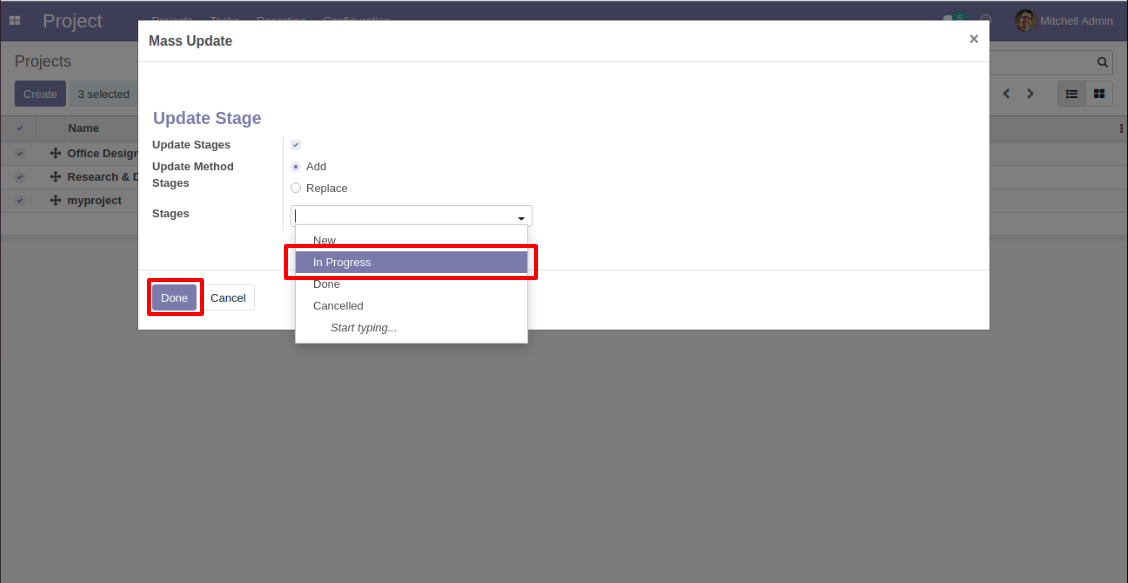 Project
Projects Tasks Reporting Configuration
5
Mitchell Admin
Mass Update
×
Projects
Create
3 selected
Name
Office Design
Research & D
myproject
Update Stage
Update Stages
Update Method
Stages
Add
Replace
Stages
New
In Progress
Done
Cancelled
Start typing...
Done
Cancel